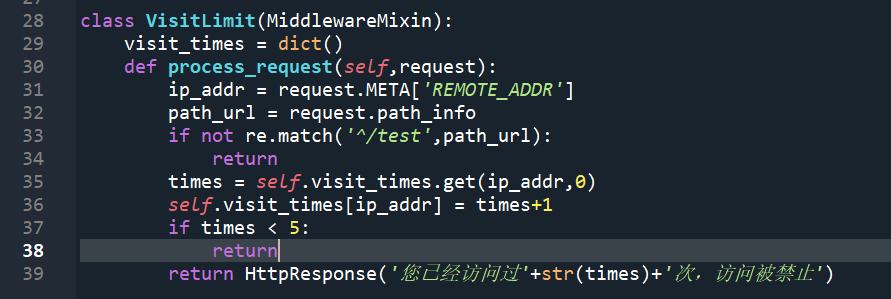 28 class VisitLimit(MiddlewareMixin):
29     visit_times = dict()
30     def process_request(self,request):
31         ip_addr = request.META['REMOTE_ADDR']
32         path_url = request.path_info
33         if not re.match('^/test',path_url):
34             return
35         times = self.visit_times.get(ip_addr,0)
36         self.visit_times[ip_addr] = times+1
37         if times < 5:
38             return
39         return HttpResponse('您已经访问过'+str(times)+'次，访问被禁止')